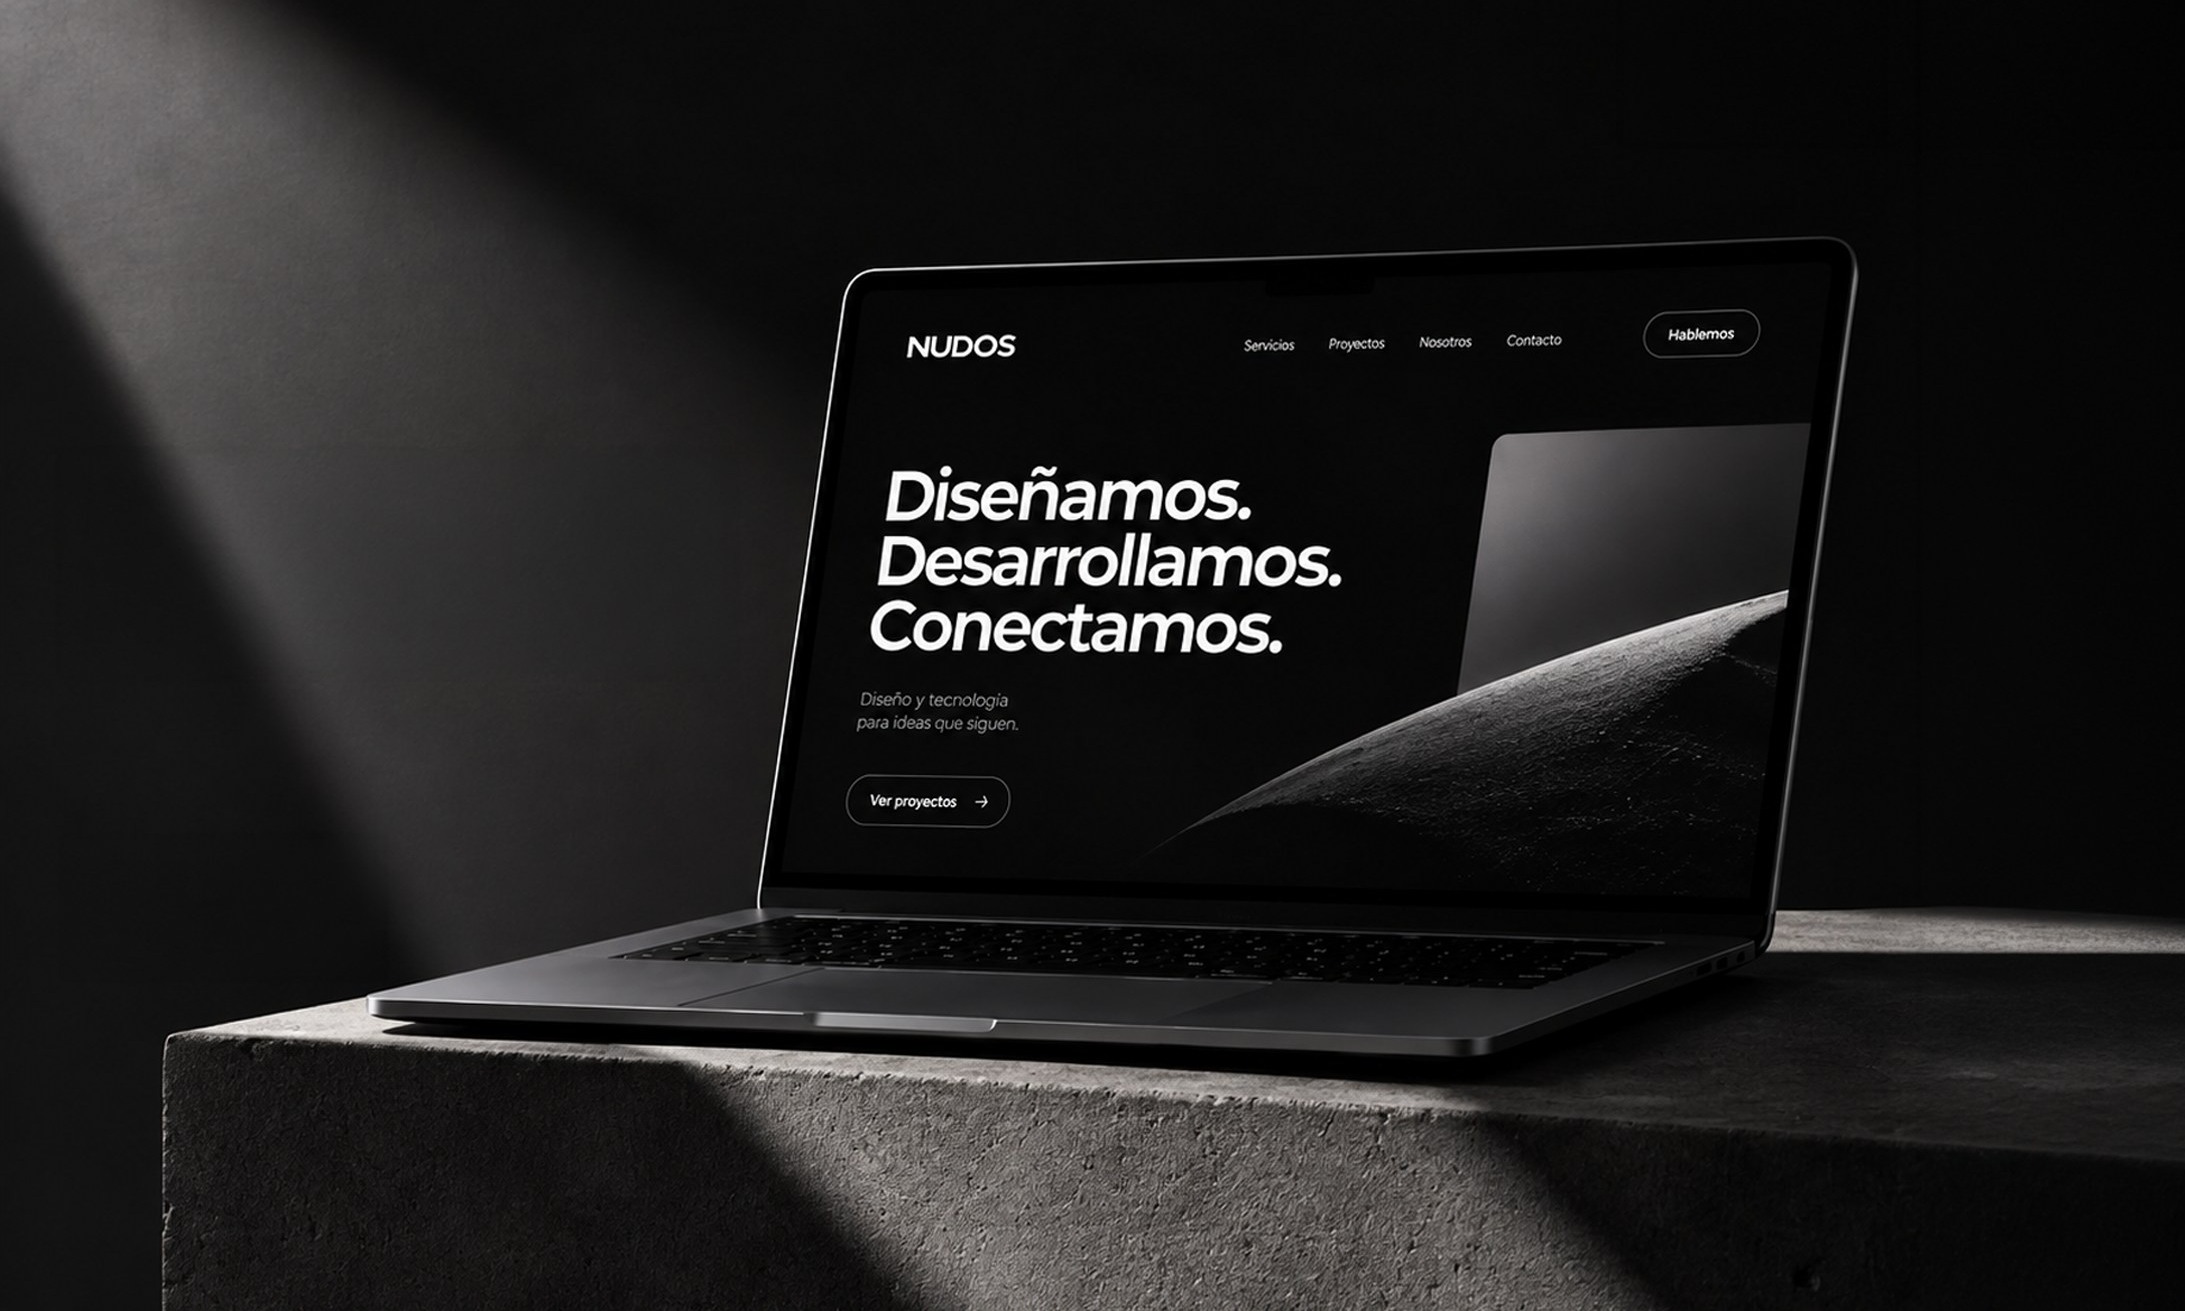 NUDOS
Servicios Proyectos Nosotros Contacto Hablemos
Diseñamos.
Desarrollamos.
Conectamos.
Diseño y tecnología
para ideas que siguen.
Ver proyectos →